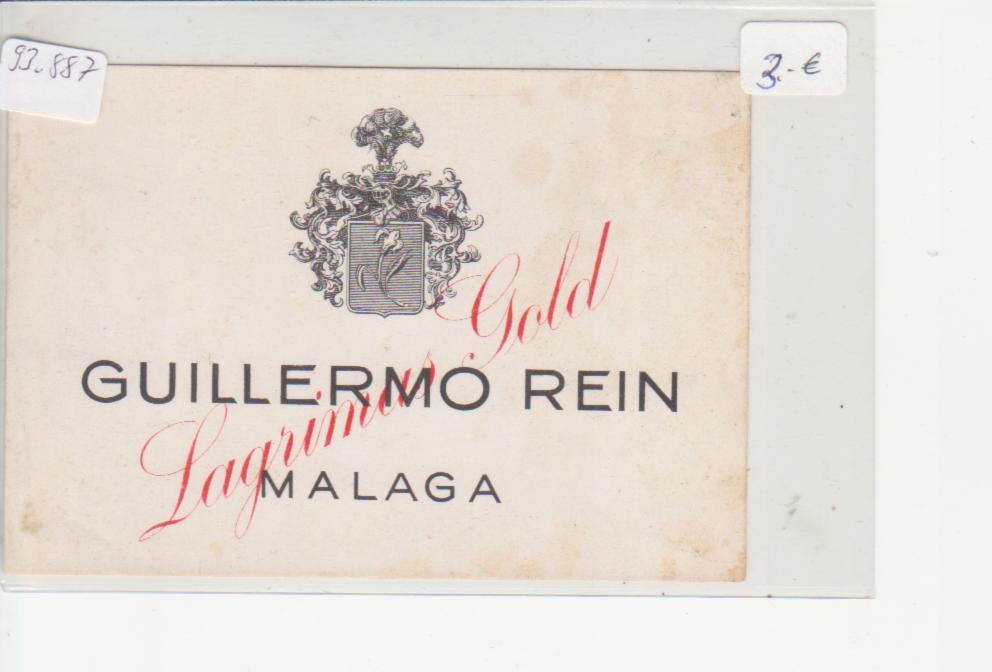 93.887
3.-€
GUILLERMO REIN
Lagrimas Gold
MALAGA